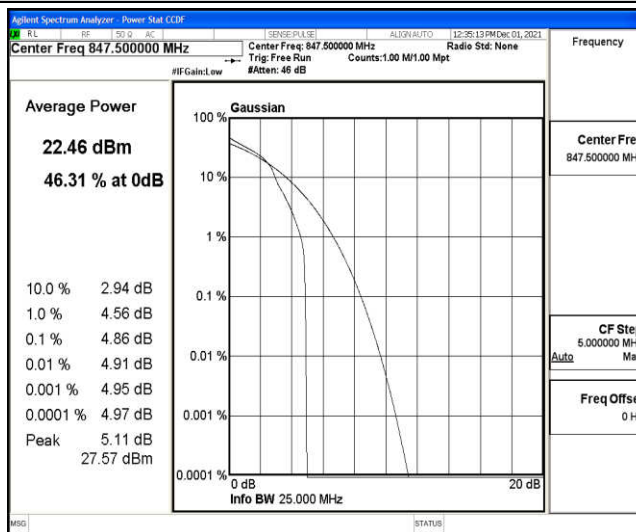 Agilent Spectrum Analyzer - Power Stat CCDF
RL RF 50 Ω AC SENSE:PULSE ALIGN AUTO 12:35:13 PM Dec 01, 2021
Center Freq 847.500000 MHz
Center Freq: 847.500000 MHz Radio Std: None
Trig: Free Run Counts:1.00 M/1.00 Mpt
#IFGain:Low #Atten: 46 dB
Frequency
Average Power
22.46 dBm
46.31 % at 0dB
10.0 % 2.94 dB
1.0 % 4.56 dB
0.1 % 4.86 dB
0.01 % 4.91 dB
0.001 % 4.95 dB
0.0001 % 4.97 dB
Peak 5.11 dB
27.57 dBm
Gaussian
100 %
10 %
1 %
0.1 %
0.01 %
0.001 %
0.0001 %
0 dB 20 dB
Info BW 25.000 MHz
Center Fre
847.500000 MH
CF Ste
5.000000 MH
Auto Ma
Freq Offse
0 H
MSG STATUS